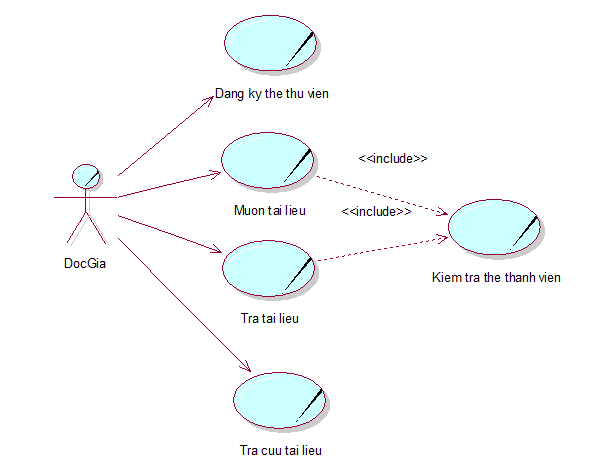 Dang ky the thu vien
<<include>>
Muon tai lieu
<<include>>
DocGia
Kiem tra the thanh vien
Tra tai lieu
Tra cuu tai lieu